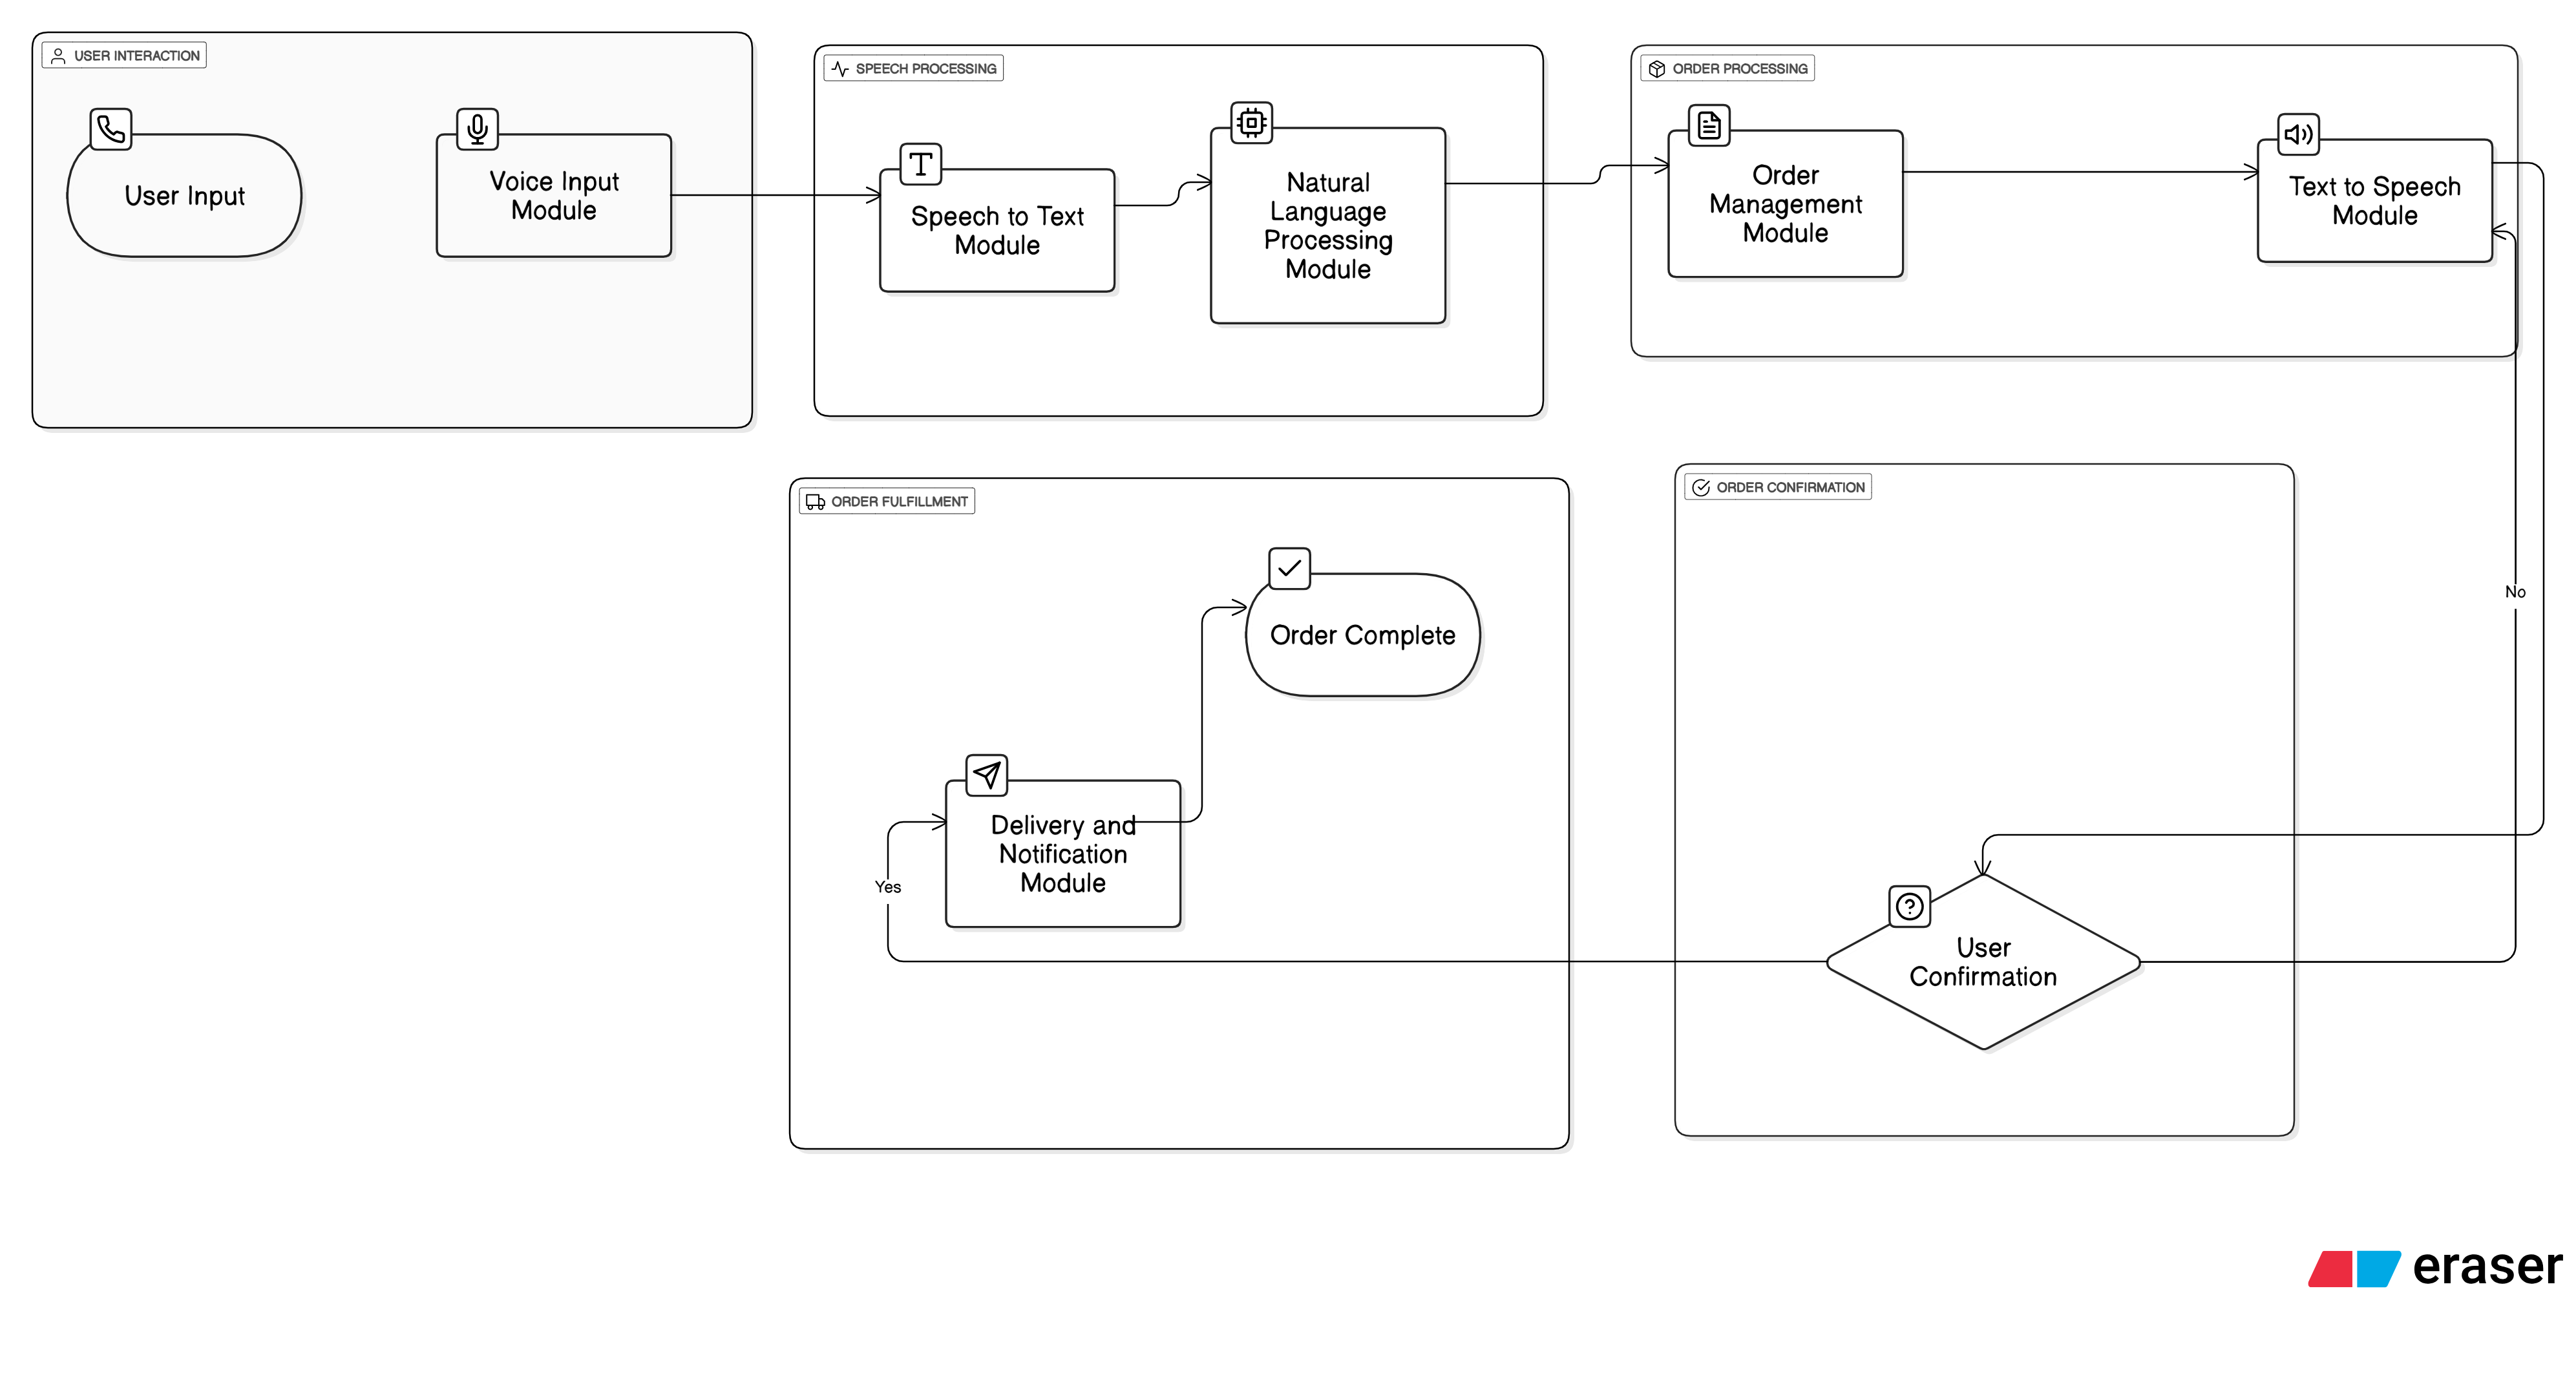 USER INTERACTION
User Input
Voice Input
Module
SPEECH PROCESSING
Speech to Text
Module
Natural
Language
Processing
Module
ORDER PROCESSING
Order
Management
Module
Text to Speech
Module
No
ORDER FULFILLMENT
Order Complete
Delivery and
Notification
Module
Yes
ORDER CONFIRMATION
User
Confirmation
eraser